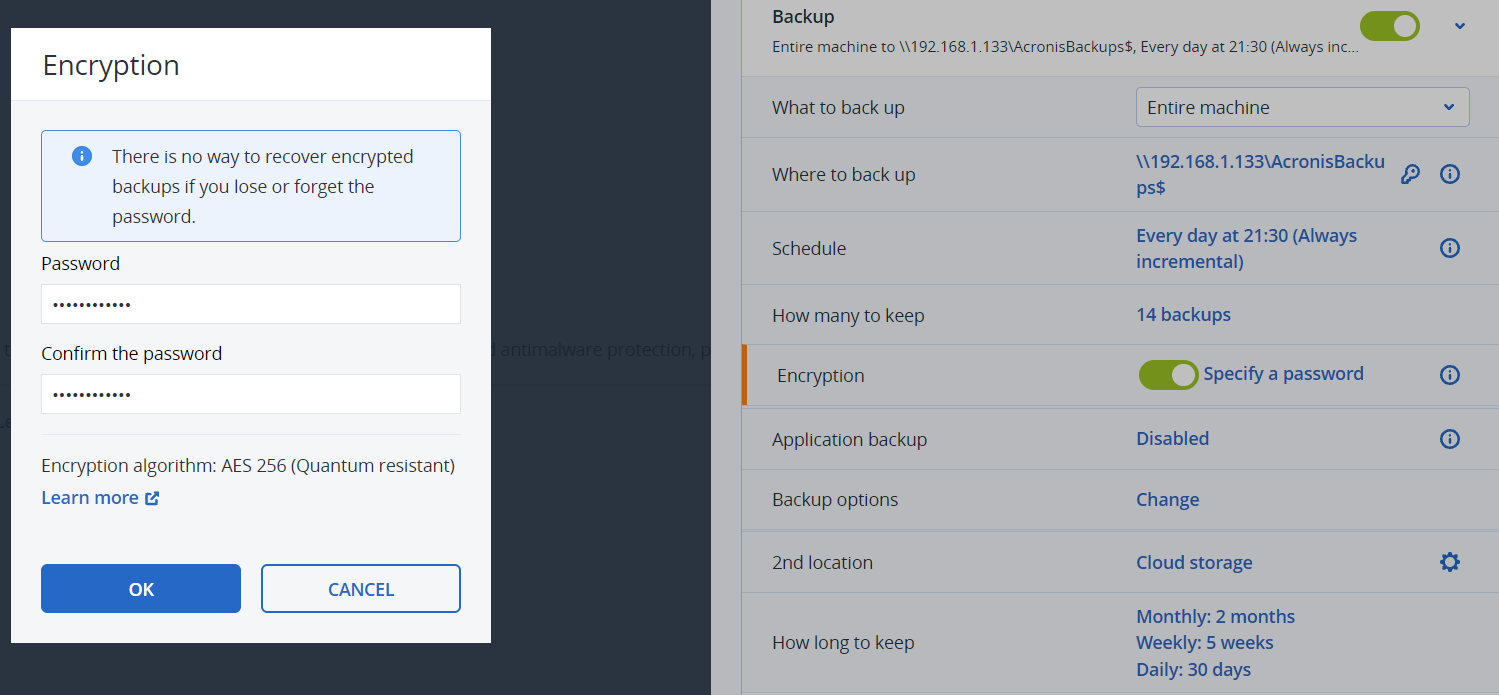 Encryption
There is no way to recover encrypted
backups if you lose or forget the
password.
Password
••••••••••••
Confirm the password
••••••••••••
Encryption algorithm: AES 256 (Quantum resistant)
Learn more
OK
CANCEL
antimalware protection, p
Backup
Entire machine to \\192.168.1.133\AcronisBackups$, Every day at 21:30 (Always inc...
What to back up
Entire machine
Where to back up
\\192.168.1.133\AcronisBacku
ps$
Schedule
Every day at 21:30 (Always
incremental)
How many to keep
14 backups
Encryption
Specify a password
Application backup
Disabled
Backup options
Change
2nd location
Cloud storage
How long to keep
Monthly: 2 months
Weekly: 5 weeks
Daily: 30 days